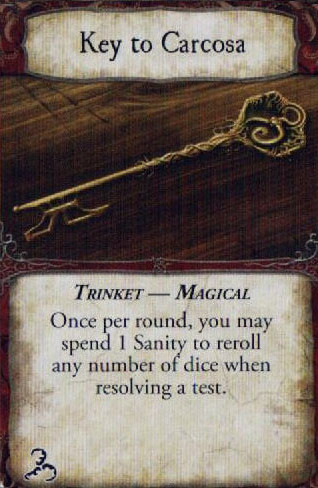 Key to Carcosa
Trinket — Magical
Once per round, you may
spend 1 Sanity to reroll
any number of dice when
resolving a test.